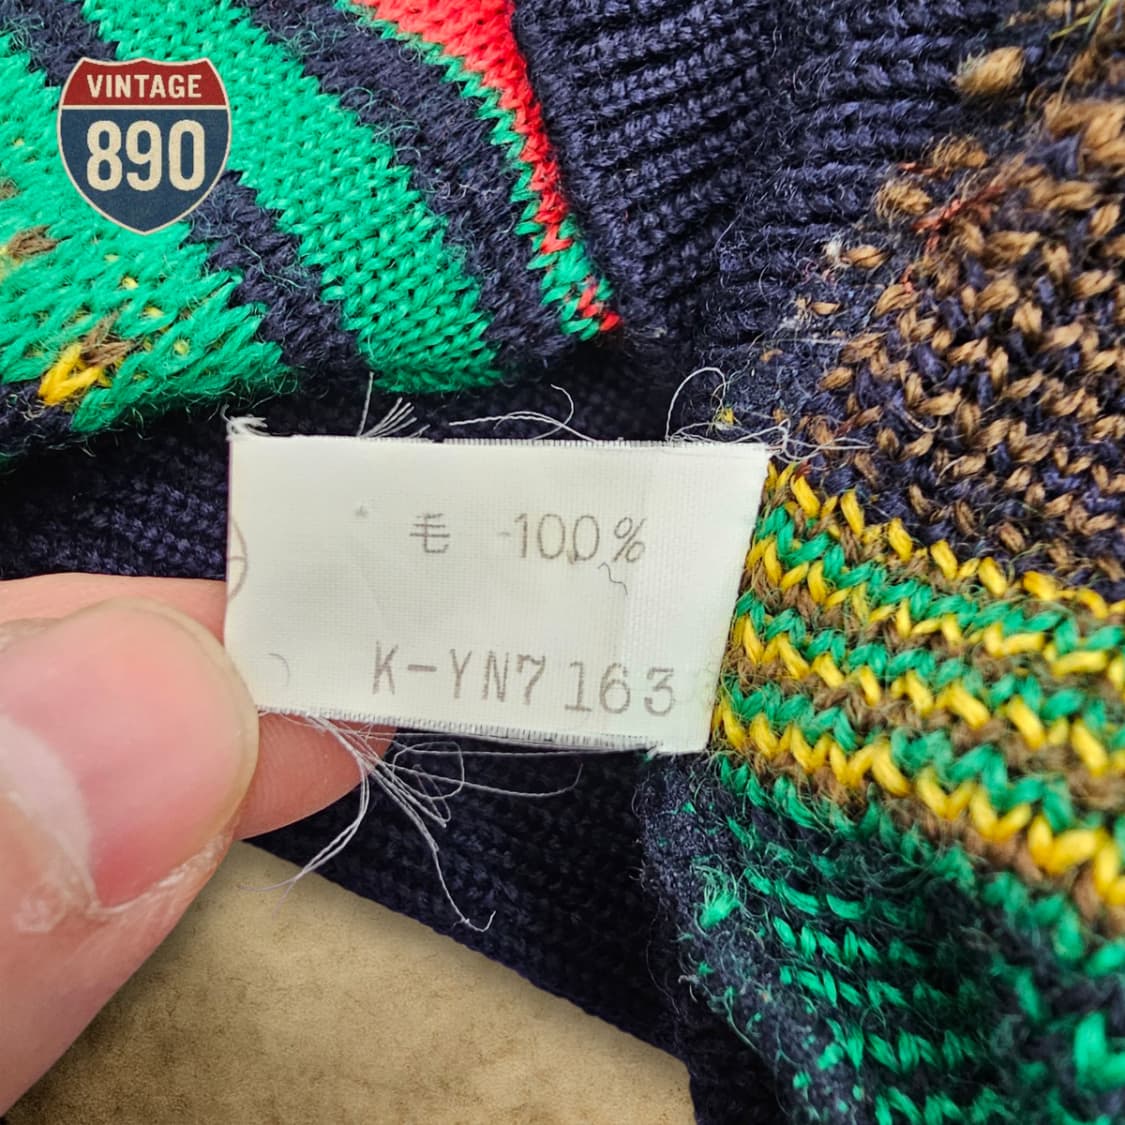 VINTAGE
890
毛 100%
K-YN7163